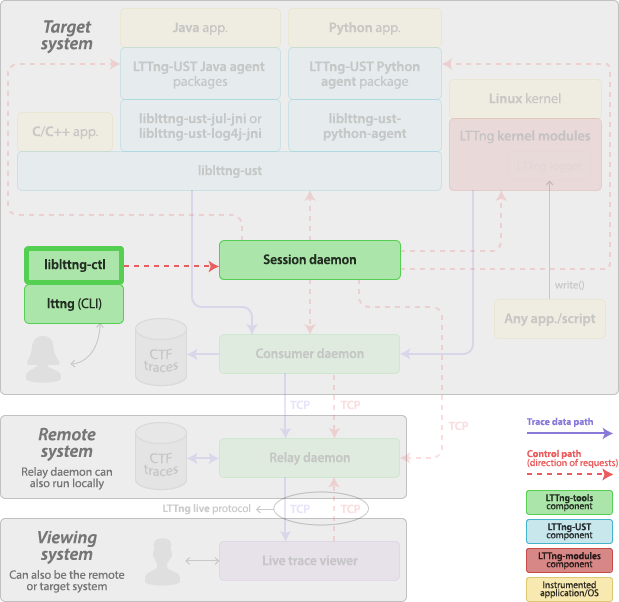 Target
system
Java app.
Python app.
LTTng-UST Java agent
packages
LTTng-UST Python
agent package
Linux kernel
C/C++ app.
liblttng-ust-jul-jni or
liblttng-ust-log4j-jni
liblttng-ust-
python-agent
LTTng kernel modules
liblttng-ust
liblttng-ctl
Session daemon
lttng (CLI)
write()
Any app./script
CTF
traces
Consumer daemon
TCP
TCP
TCP
Remote
system
Relay daemon can
also run locally
CTF
traces
Relay daemon
LTTng live protocol
TCP
TCP
Viewing
system
Can also be the remote
or target system
Live trace viewer
Trace data path
Control path
(direction of requests)
LTTng-tools
component
LTTng-UST
component
LTTng-modules
component
Instrumented
application/OS